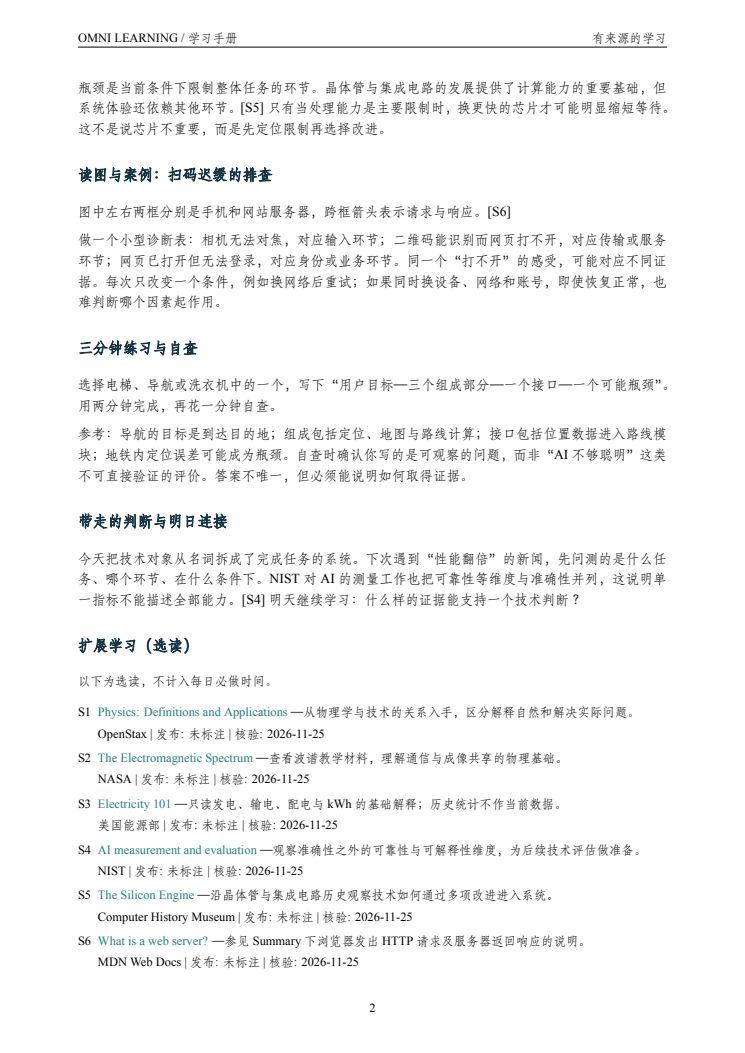 OMNI LEARNING / 学习手册 有来源的学习
瓶颈是当前条件下限制整体任务的环节。晶体管与集成电路的发展提供了计算能力的重要基础，但
系统体验还依赖其他环节。[S5] 只有当处理能力是主要限制时，换更快的芯片才可能明显缩短等待。
这不是说芯片不重要，而是先定位限制再选择改进。
读图与案例：扫码迟缓的排查
图中左右两框分别是手机和网站服务器，跨框箭头表示请求与响应。[S6]
做一个小型诊断表：相机无法对焦，对应输入环节；二维码能识别而网页打不开，对应传输或服务
环节；网页已打开但无法登录，对应身份或业务环节。同一个“打不开”的感受，可能对应不同证
据。每次只改变一个条件，例如换网络后重试；如果同时换设备、网络和账号，即使恢复正常，也
难判断哪个因素起作用。
三分钟练习与自查
选择电梯、导航或洗衣机中的一个，写下“用户目标—三个组成部分—一个接口—一个可能瓶颈”。
用两分钟完成，再花一分钟自查。
参考：导航的目标是到达目的地；组成包括定位、地图与路线计算；接口包括位置数据进入路线模
块；地铁内定位误差可能成为瓶颈。自查时确认你写的是可观察的问题，而非“AI 不够聪明”这类
不可直接验证的评价。答案不唯一，但必须能说明如何取得证据。
带走的判断与明日连接
今天把技术对象从名词拆成了完成任务的系统。下次遇到“性能翻倍”的新闻，先问测的是什么任
务、哪个环节、在什么条件下。NIST 对 AI 的测量工作也把可靠性等维度与准确性并列，这说明单
一指标不能描述全部能力。[S4] 明天继续学习：什么样的证据能支持一个技术判断？
扩展学习（选读）
以下为选读，不计入每日必做时间。
S1 Physics: Definitions and Applications —从物理学与技术的关系入手，区分解释自然和解决实际问题。
OpenStax | 发布: 未标注 | 核验: 2026-11-25
S2 The Electromagnetic Spectrum —查看波谱教学材料，理解通信与成像共享的物理基础。
NASA | 发布: 未标注 | 核验: 2026-11-25
S3 Electricity 101 —只读发电、输电、配电与 kWh 的基础解释；历史统计不作当前数据。
美国能源部 | 发布: 未标注 | 核验: 2026-11-25
S4 AI measurement and evaluation —观察准确性之外的可靠性与可解释性维度，为后续技术评估做准备。
NIST | 发布: 未标注 | 核验: 2026-11-25
S5 The Silicon Engine —沿晶体管与集成电路历史观察技术如何通过多项改进进入系统。
Computer History Museum | 发布: 未标注 | 核验: 2026-11-25
S6 What is a web server? —参见 Summary 下浏览器发出 HTTP 请求及服务器返回响应的说明。
MDN Web Docs | 发布: 未标注 | 核验: 2026-11-25
2